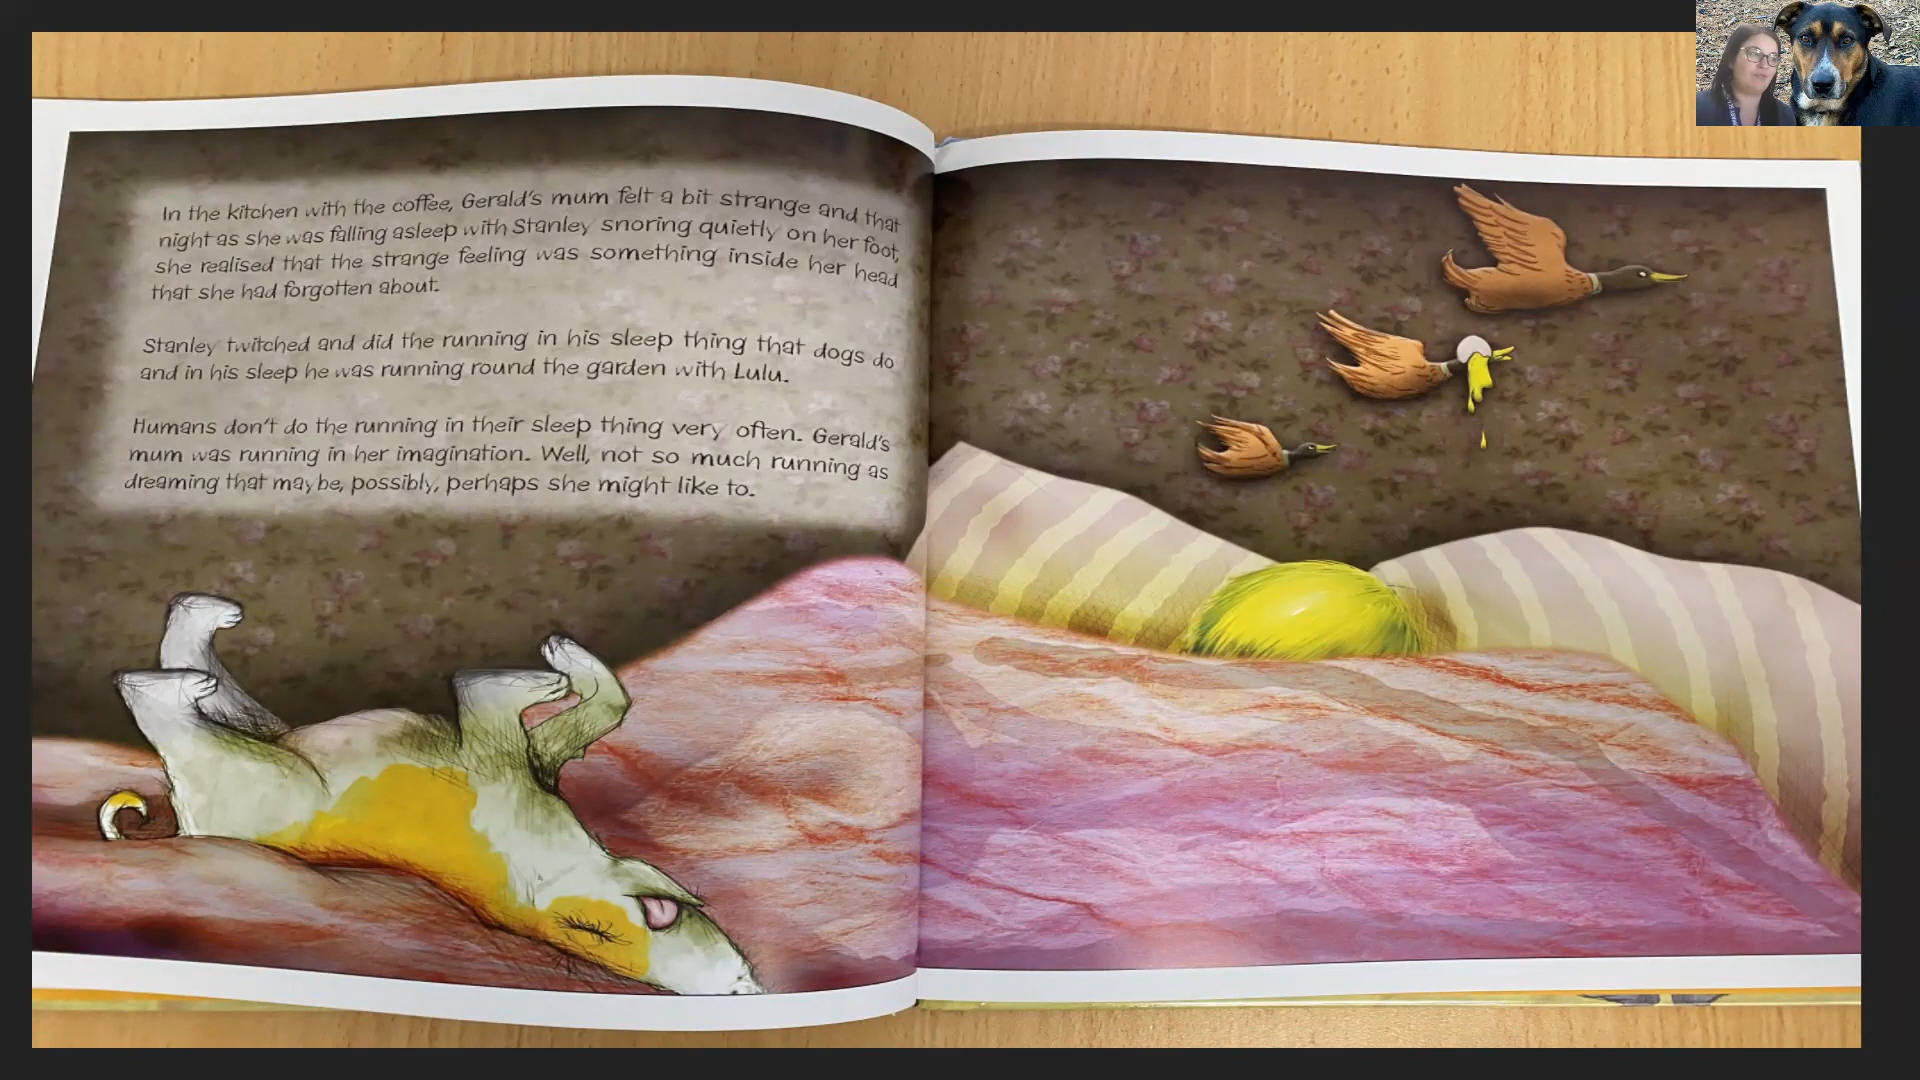 In the kitchen with the coffee, Gerald's mum felt a bit strange and that
night as she was falling asleep with Stanley snoring quietly on her foot,
she realised that the strange feeling was something inside her head
that she had forgotten about.
Stanley twitched and did the running in his sleep thing that dogs do
and in his sleep he was running round the garden with Lulu.
Humans don't do the running in their sleep thing very often. Gerald's
mum was running in her imagination. Well, not so much running as
dreaming that maybe, possibly, perhaps she might like to.